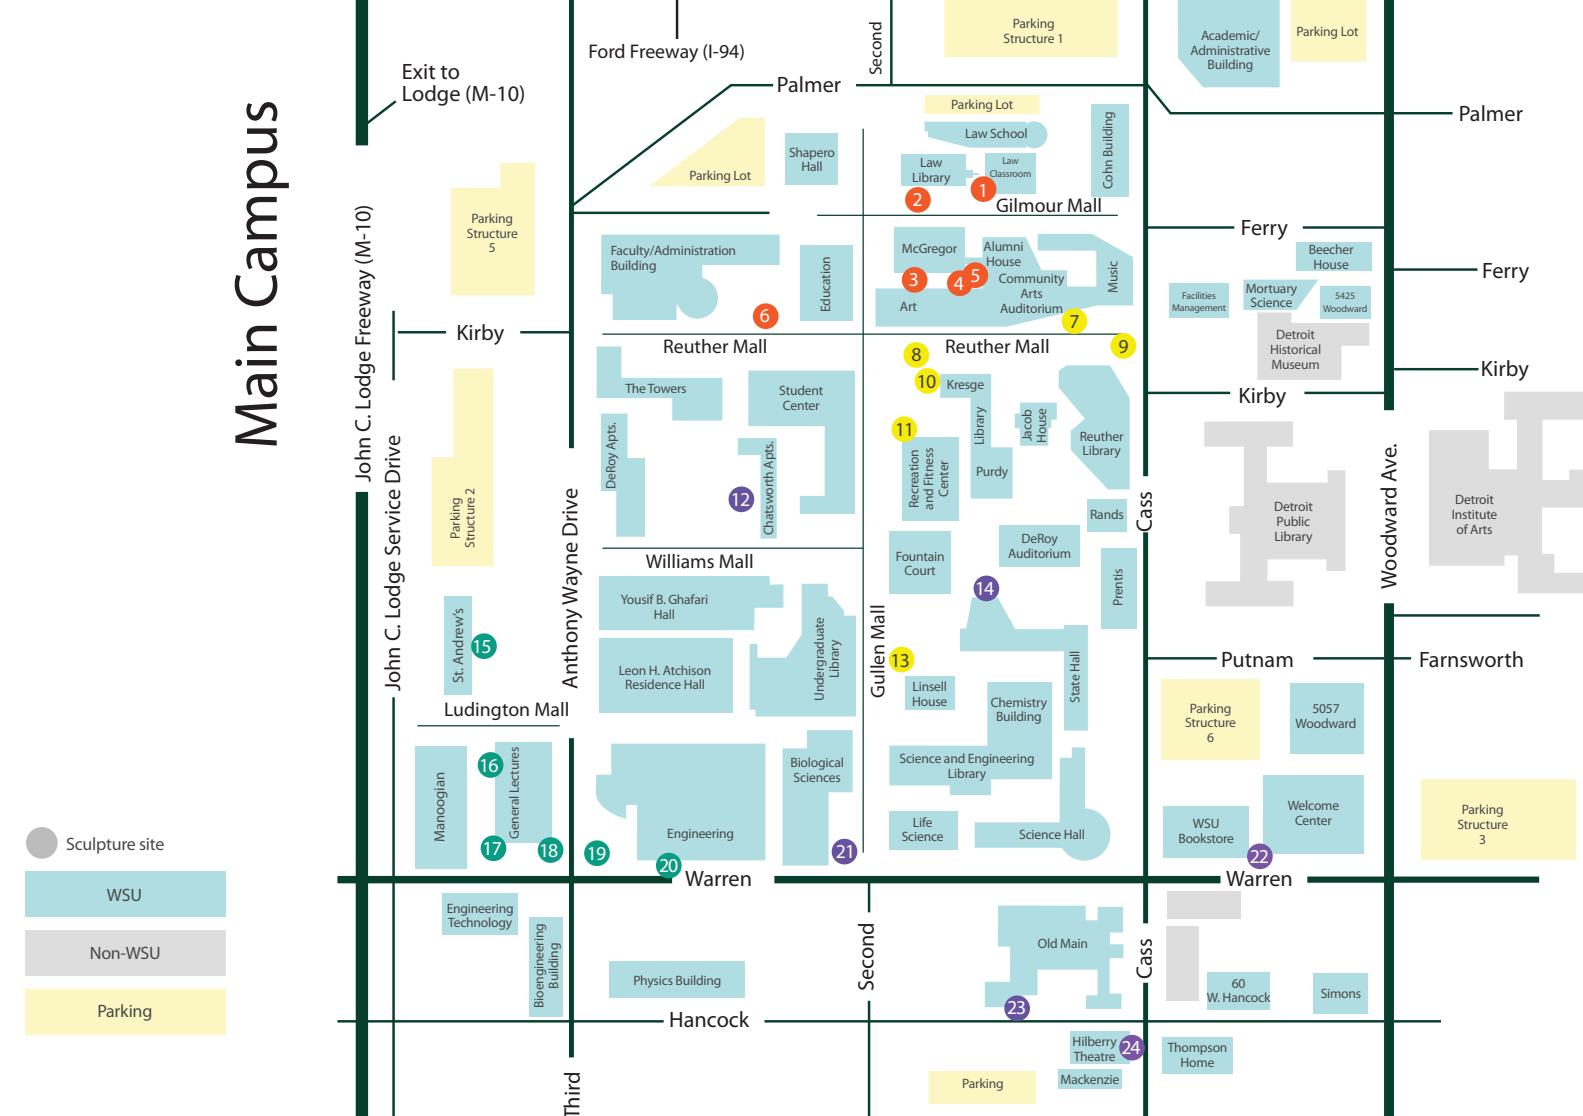 Main Campus
Exit to
Lodge (M-10)
Ford Freeway (I-94)
Second
Parking
Structure 1
Academic/
Administrative
Building
Parking Lot
Palmer
Palmer
Parking Lot
Law School
Cohn Building
Shapero
Hall
Parking Lot
Law
Library
Law
Classroom
1
2
Gilmour Mall
Parking
Structure
5
John C. Lodge Freeway (M-10)
Faculty/Administration
Building
Education
McGregor
Alumni
House
Community
Arts
Auditorium
Music
Art
3
4
5
6
7
Ferry
Beecher
House
Ferry
Facilities
Management
Mortuary
Science
5425
Woodward
Detroit
Historical
Museum
Kirby
Reuther Mall
Reuther Mall
8
9
Kirby
Kirby
The Towers
Student
Center
10
Kresge
Library
Purdy
Jacob
House
Reuther
Library
11
Recreation
and Fitness
Center
DeRoy Apts.
Chatsworth Apts.
12
Parking
Structure 2
John C. Lodge Service Drive
Anthony Wayne Drive
Cass
Rands
DeRoy
Auditorium
Fountain
Court
Prentis
Detroit
Public
Library
Woodward Ave.
Detroit
Institute
of Arts
Williams Mall
Yousif B. Ghafari
Hall
Undergraduate
Library
Gullen Mall
14
13
State Hall
St. Andrew's
15
Leon H. Atchison
Residence Hall
Linsell
House
Chemistry
Building
Putnam
Farnsworth
Ludington Mall
Parking
Structure
6
5057
Woodward
Manoogian
16
General Lectures
17
18
19
Engineering
20
Biological
Sciences
21
Science and Engineering
Library
Life
Science
Science Hall
WSU
Bookstore
Welcome
Center
22
Parking
Structure
3
Sculpture site
WSU
Non-WSU
Parking
Warren
Warren
Engineering
Technology
Bioengineering
Building
Physics Building
Second
Old Main
23
Cass
60
W. Hancock
Simons
Hancock
Hilberry
Theatre
24
Thompson
Home
Mackenzie
Parking
Third